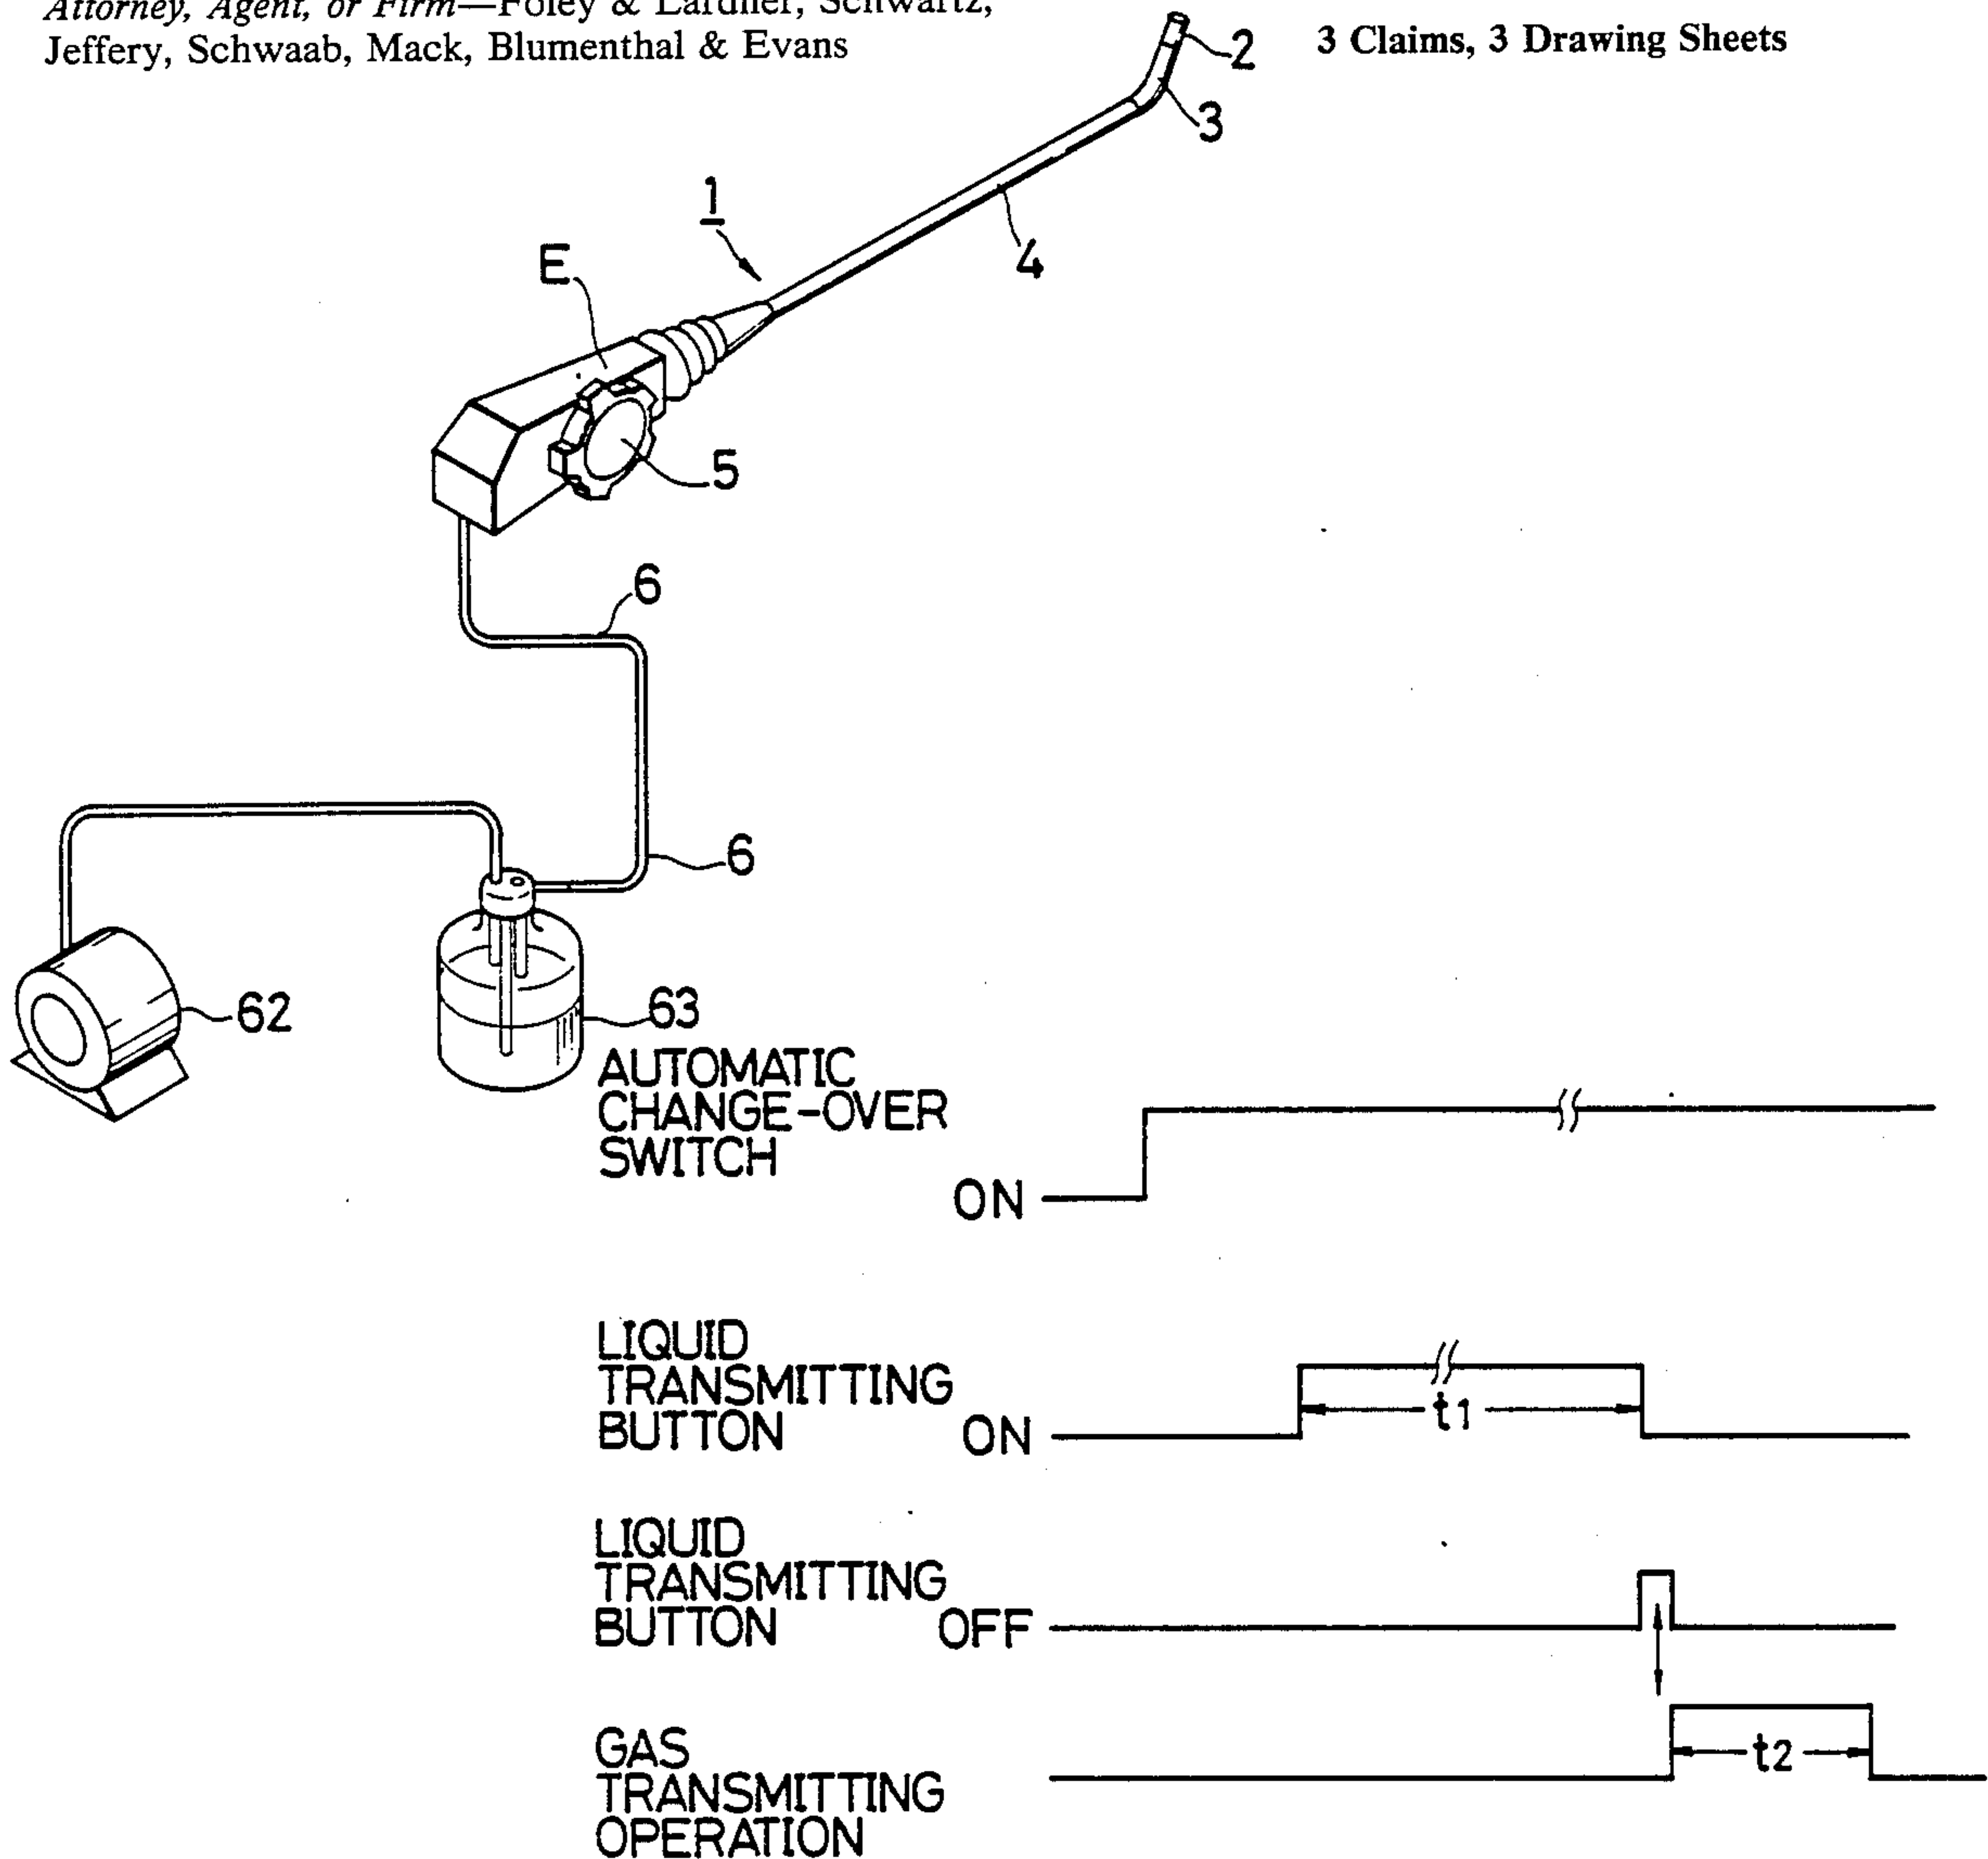 Attorney, Agent, or Firm—Foley & Lardner, Schwartz,
Jeffery, Schwaab, Mack, Blumenthal & Evans
3 Claims, 3 Drawing Sheets
2
3
1
4
E
5
6
6
62
63
AUTOMATIC
CHANGE-OVER
SWITCH
ON
LIQUID
TRANSMITTING
BUTTON ON
t1
LIQUID
TRANSMITTING
BUTTON OFF
GAS
TRANSMITTING
OPERATION
t2